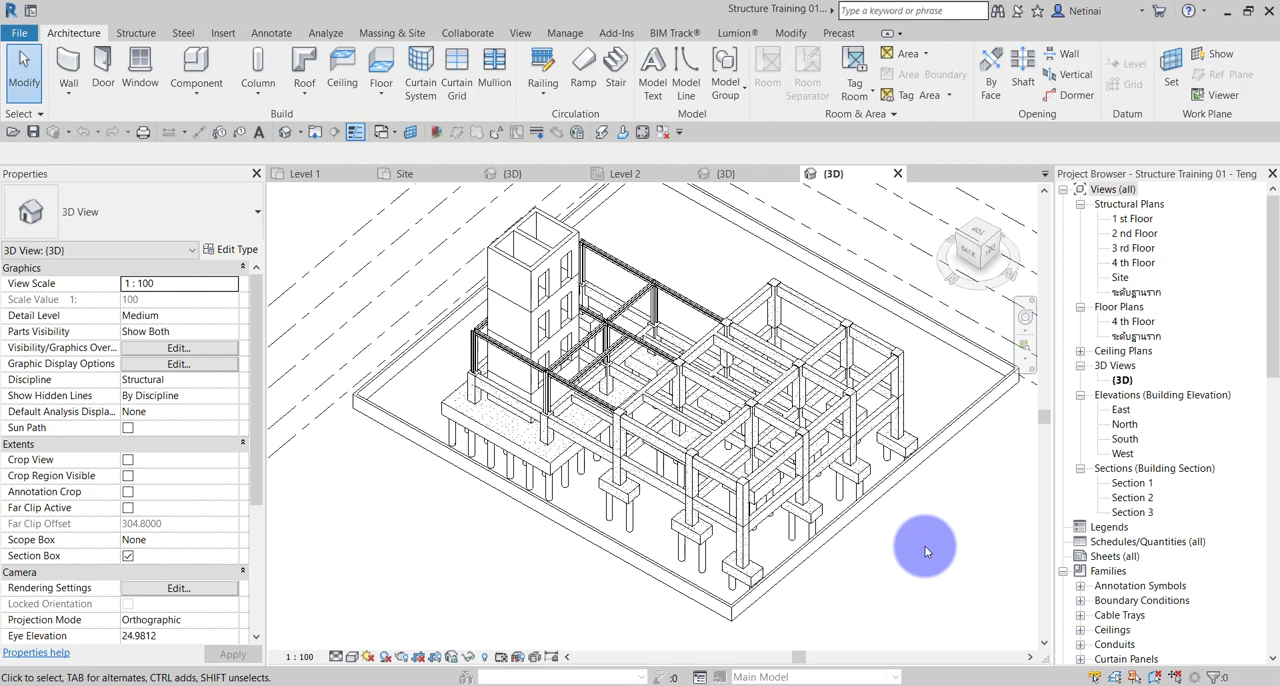 Structure Training 01... Type a keyword or phrase Netinai
File Architecture Structure Steel Insert Annotate Analyze Massing & Site Collaborate View Manage Add-Ins BIM Track® Lumion® Modify Precast
Modify Wall Door Window Component Column Roof Ceiling Floor Curtain System Curtain Grid Mullion Railing Ramp Stair Model Text Model Line Model Group Room Room Separator Tag Room Area Area Boundary Tag Area By Face Shaft Wall Vertical Dormer Level Grid Set Show Ref Plane Viewer
Select Build Circulation Model Room & Area Opening Datum Work Plane
Properties
Level 1 Site {3D} Level 2 {3D} {3D}
Project Browser - Structure Training 01 - Teng
3D View
3D View: {3D} Edit Type
Graphics
View Scale 1 : 100
Scale Value 1: 100
Detail Level Medium
Parts Visibility Show Both
Visibility/Graphics Over... Edit...
Graphic Display Options Edit...
Discipline Structural
Show Hidden Lines By Discipline
Default Analysis Displa... None
Sun Path
Extents
Crop View
Crop Region Visible
Annotation Crop
Far Clip Active
Far Clip Offset 304.8000
Scope Box None
Section Box
Camera
Rendering Settings Edit...
Locked Orientation
Projection Mode Orthographic
Eye Elevation 24.9812
Properties help Apply
TOP
BACK
Views (all)
Structural Plans
1 st Floor
2 nd Floor
3 rd Floor
4 th Floor
Site
ระดับฐานราก
Floor Plans
4 th Floor
ระดับฐานราก
Ceiling Plans
3D Views
{3D}
Elevations (Building Elevation)
East
North
South
West
Sections (Building Section)
Section 1
Section 2
Section 3
Legends
Schedules/Quantities (all)
Sheets (all)
Families
Annotation Symbols
Boundary Conditions
Cable Trays
Ceilings
Conduits
Curtain Panels
1 : 100
Click to select, TAB for alternates, CTRL adds, SHIFT unselects. :0 Main Model :0